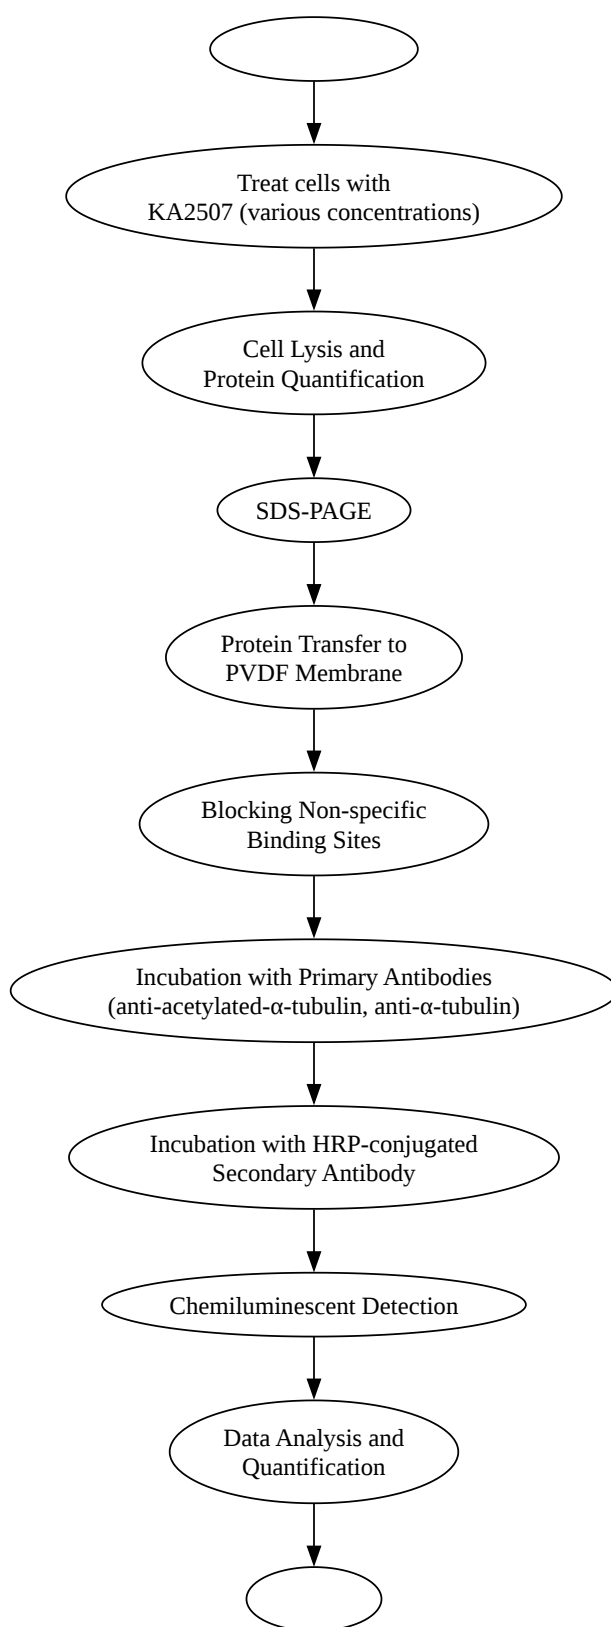 Treat cells with
KA2507 (various concentrations)
Cell Lysis and
Protein Quantification
SDS-PAGE
Protein Transfer to
PVDF Membrane
Blocking Non-specific
Binding Sites
Incubation with Primary Antibodies
(anti-acetylated-α-tubulin, anti-α-tubulin)
Incubation with HRP-conjugated
Secondary Antibody
Chemiluminescent Detection
Data Analysis and
Quantification